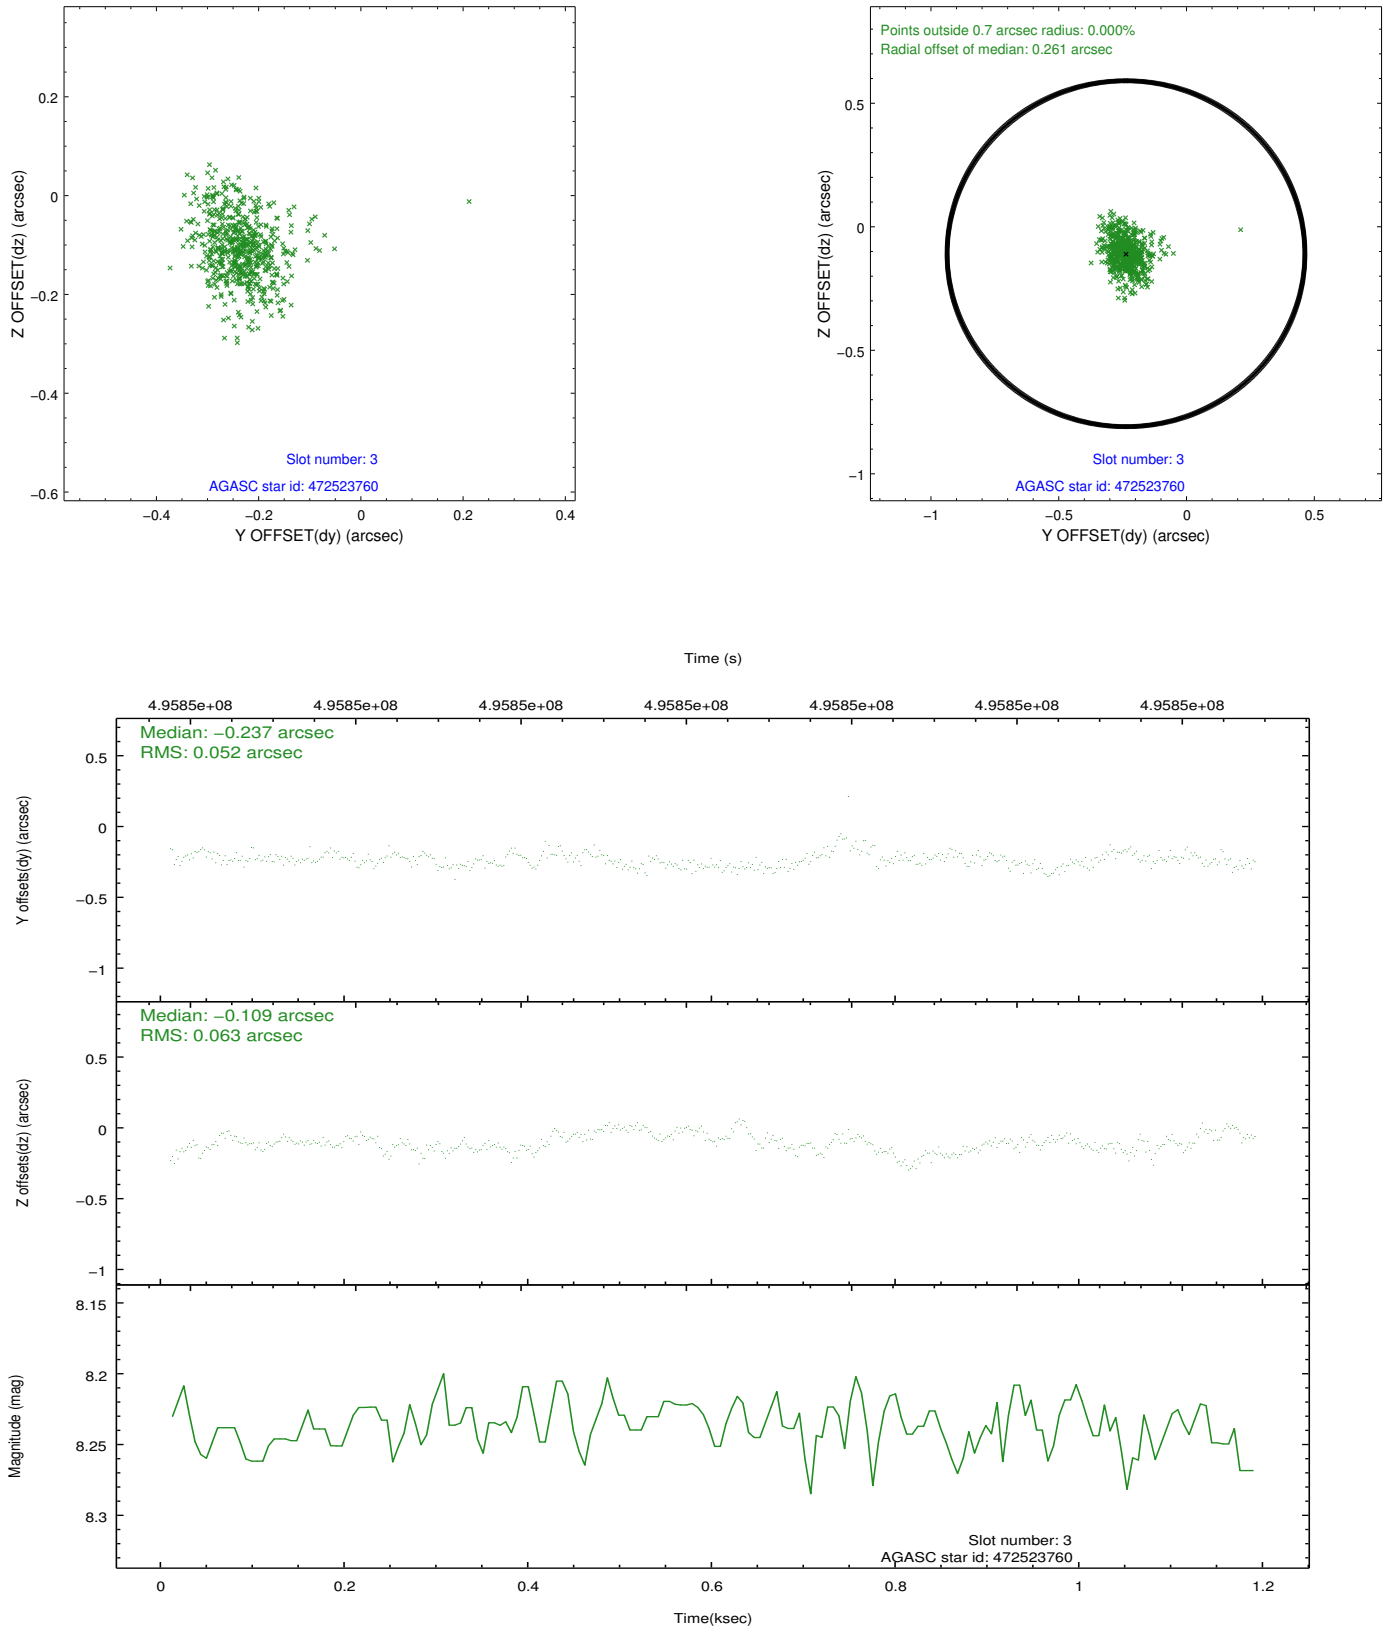 0.2
0
−0.2
−0.4
−0.6
Z OFFSET(dz) (arcsec)
Slot number: 3
AGASC star id: 472523760
−0.4 −0.2 0 0.2 0.4
Y OFFSET(dy) (arcsec)
Points outside 0.7 arcsec radius: 0.000%
Radial offset of median: 0.261 arcsec
0.5
0
−0.5
−1
Z OFFSET(dz) (arcsec)
Slot number: 3
AGASC star id: 472523760
−1 −0.5 0 0.5
Y OFFSET(dy) (arcsec)
Time (s)
4.9585e+08 4.9585e+08 4.9585e+08 4.9585e+08 4.9585e+08 4.9585e+08 4.9585e+08
Median: −0.237 arcsec
RMS: 0.052 arcsec
0.5
0
−0.5
−1
Y offsets(dy) (arcsec)
Median: −0.109 arcsec
RMS: 0.063 arcsec
0.5
0
−0.5
−1
Z offsets(dz) (arcsec)
8.15
8.2
8.25
8.3
Magnitude (mag)
Slot number: 3
AGASC star id: 472523760
0 0.2 0.4 0.6 0.8 1 1.2
Time(ksec)